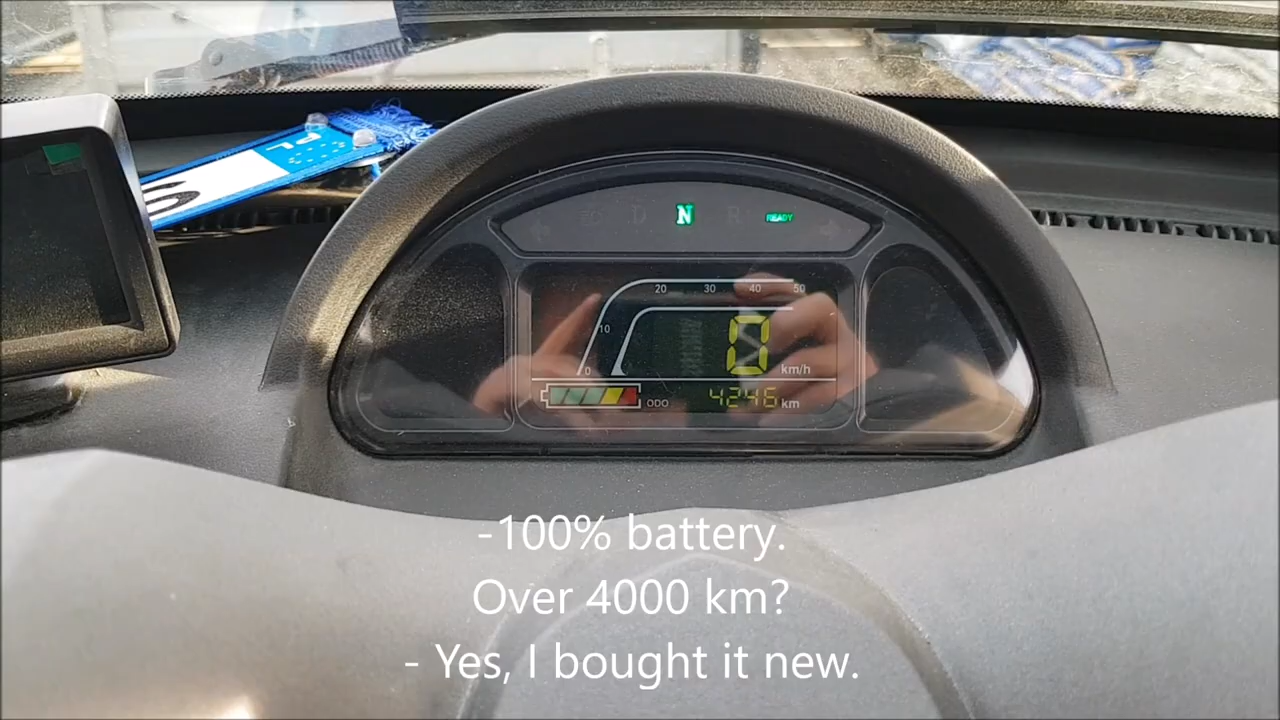 PL
D N R READY
10 20 30 40 50
0
0 km/h
ODO 4246 km
-100% battery.
Over 4000 km?
- Yes, I bought it new.